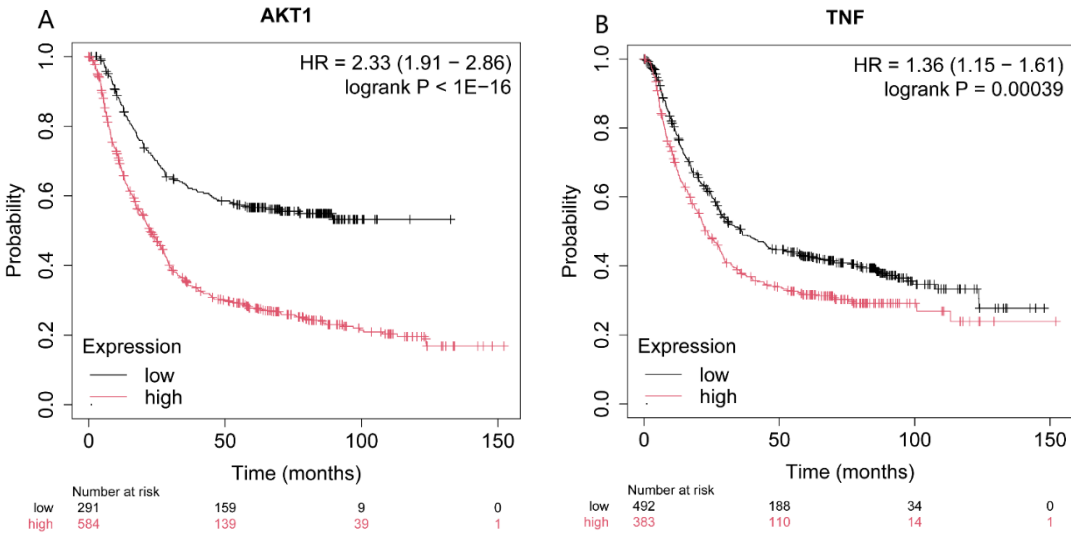 A
AKT1
HR = 2.33 (1.91 − 2.86)
logrank P < 1E−16
Probability
1.0
0.8
0.6
0.4
0.2
0.0
Expression
low
high
0 50 100 150
Time (months)
Number at risk
low 291 159 9 0
high 584 139 39 1
B
TNF
HR = 1.36 (1.15 − 1.61)
logrank P = 0.00039
Probability
1.0
0.8
0.6
0.4
0.2
0.0
Expression
low
high
0 50 100 150
Time (months)
Number at risk
low 492 188 34 0
high 383 110 14 1